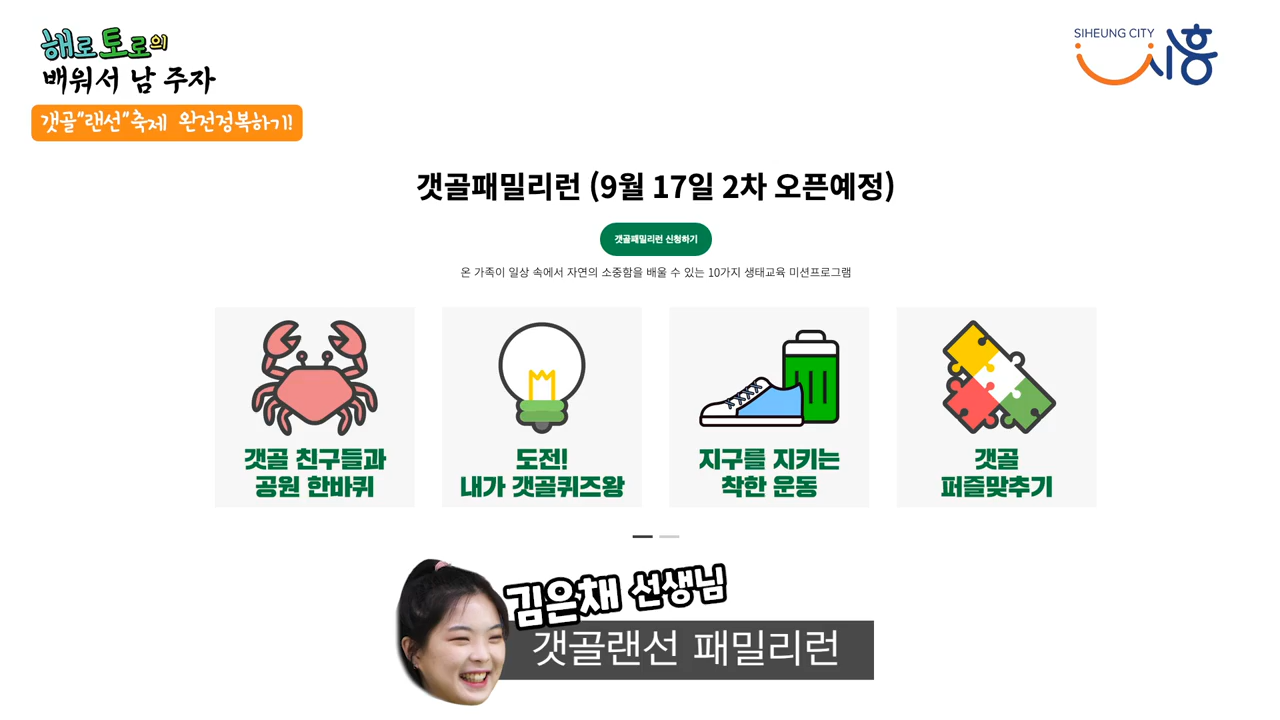 해로토로의
배워서 남 주자
갯골"랜선"축제 완전정복하기!
SIHEUNG CITY
시흥
갯골패밀리런 (9월 17일 2차 오픈예정)
갯골패밀리런 신청하기
온 가족이 일상 속에서 자연의 소중함을 배울 수 있는 10가지 생태교육 미션프로그램
갯골 친구들과
공원 한바퀴
도전!
내가 갯골퀴즈왕
지구를 지키는
착한 운동
갯골
퍼즐맞추기
김은채 선생님
갯골랜선 패밀리런